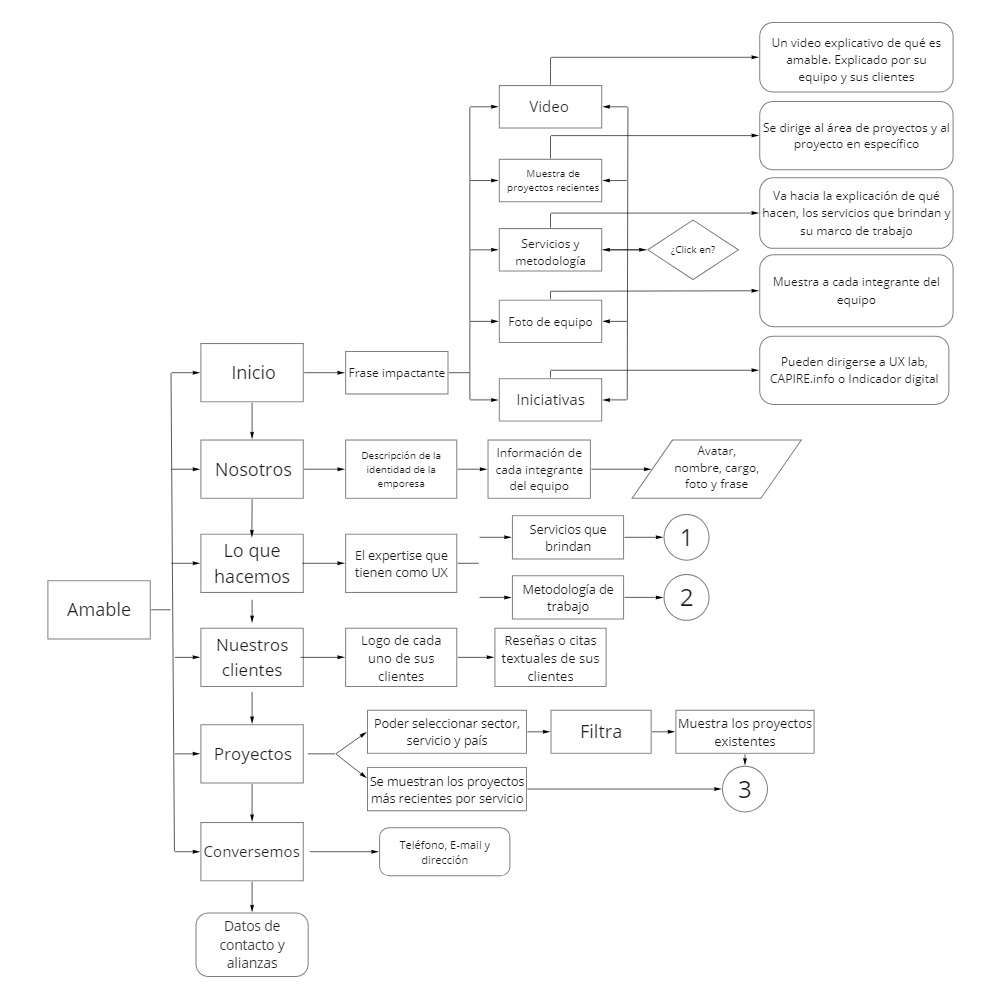 Un video explicativo de qué es
amable. Explicado por su
equipo y sus clientes
Video
Se dirige al área de proyectos y al
proyecto en específico
Muestra de
proyectos recientes
Va hacia la explicación de qué
hacen, los servicios que brindan y
su marco de trabajo
Servicios y
metodología
¿Click en?
Muestra a cada integrante del
equipo
Foto de equipo
Inicio
Frase impactante
Pueden dirigerse a UX lab,
CAPIRE.info o Indicador digital
Iniciativas
Nosotros
Descripción de la
identidad de la
emporesa
Información de
cada integrante
del equipo
Avatar,
nombre, cargo,
foto y frase
Lo que
hacemos
El expertise que
tienen como UX
Servicios que
brindan
1
Metodología de
trabajo
2
Amable
Nuestros
clientes
Logo de cada
uno de sus
clientes
Reseñas o citas
textuales de sus
clientes
Proyectos
Poder seleccionar sector,
servicio y país
Filtra
Muestra los proyectos
existentes
Se muestran los proyectos
más recientes por servicio
3
Conversemos
Teléfono, E-mail y
dirección
Datos de
contacto y
alianzas